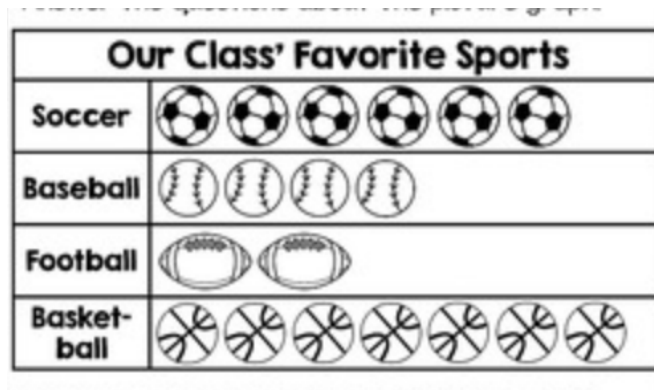 Our Class' Favorite Sports
Soccer
Baseball
Football
Basket-
ball